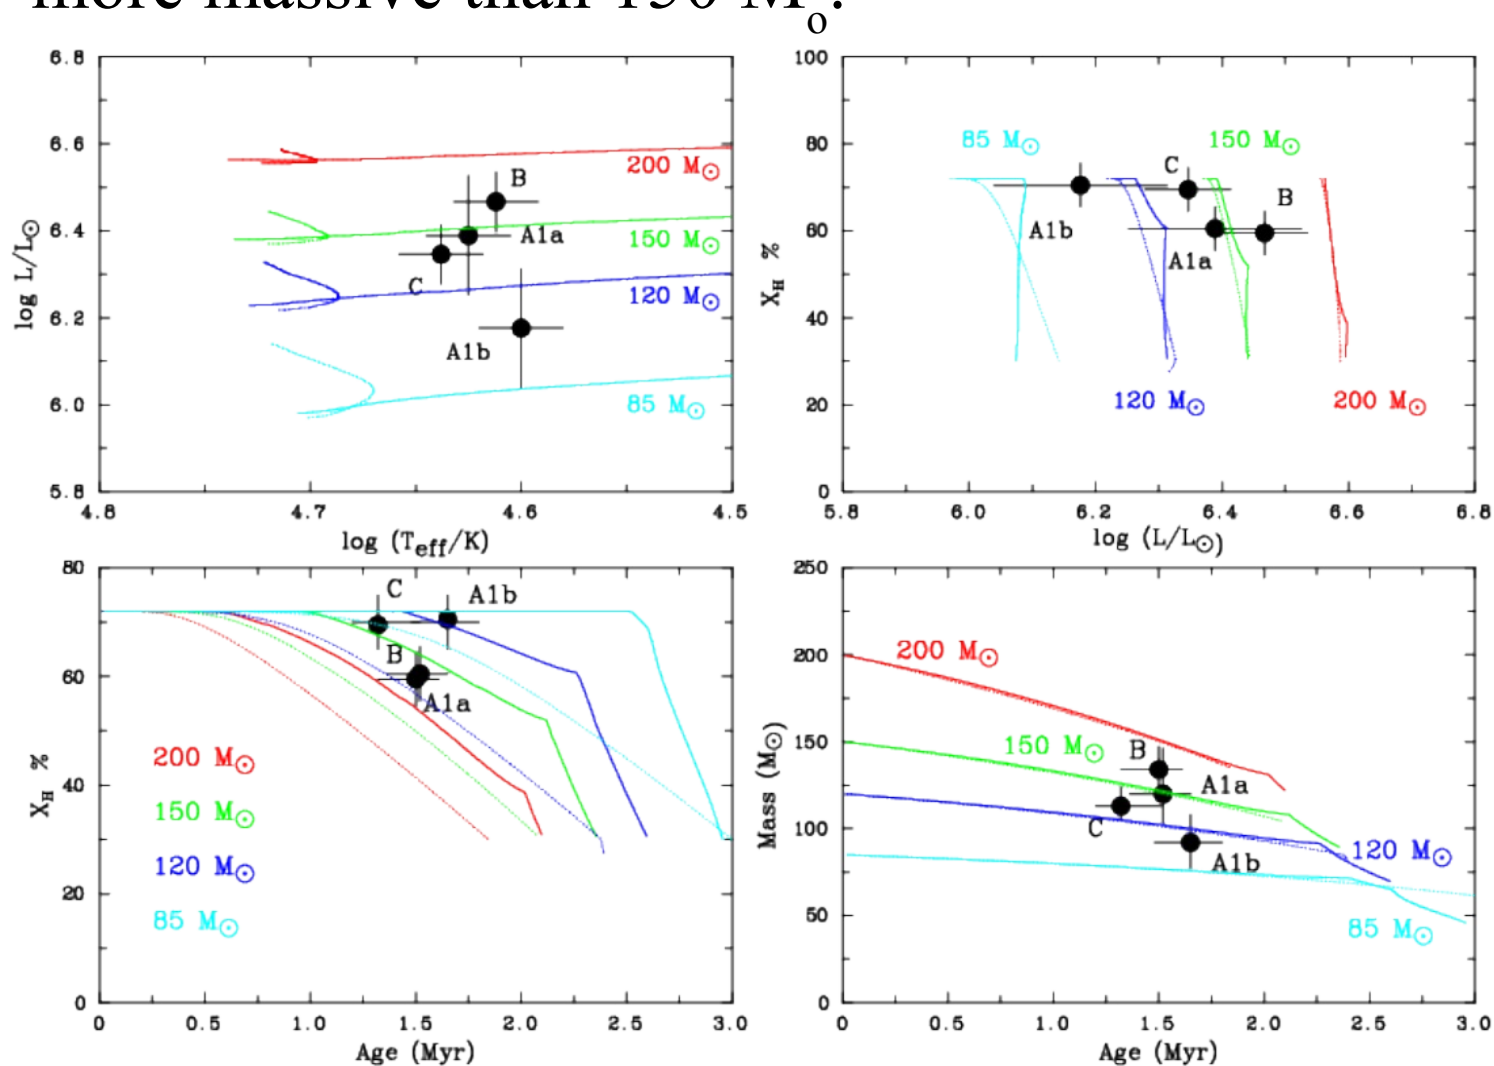 more massive than 150 Mo.
6.8
6.6
6.4
6.2
6.0
5.8
log L/L⊙
200 M⊙
B
A1a
150 M⊙
C
120 M⊙
A1b
85 M⊙
4.8 4.7 4.6 4.5
log (Teff/K)
100
80
60
40
20
0
XH %
85 M⊙ 150 M⊙
C
B
A1b
A1a
120 M⊙ 200 M⊙
5.8 6.0 6.2 6.4 6.6 6.8
log (L/L⊙)
80
60
40
20
0
XH %
C A1b
B
A1a
200 M⊙
150 M⊙
120 M⊙
85 M⊙
0 0.5 1.0 1.5 2.0 2.5 3.0
Age (Myr)
250
200
150
100
50
0
Mass (M⊙)
200 M⊙
150 M⊙ B
A1a
C
120 M⊙
A1b
85 M⊙
0 0.5 1.0 1.5 2.0 2.5 3.0
Age (Myr)